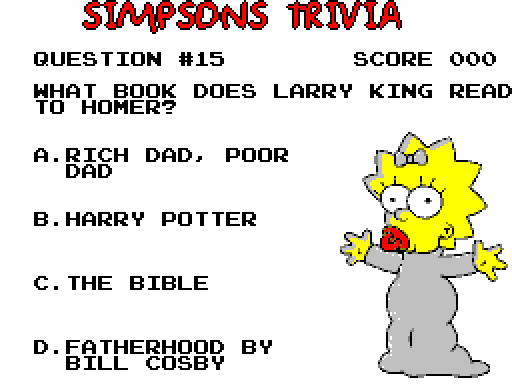 SIMPSONS TRIVIA
QUESTION #15 SCORE 000
WHAT BOOK DOES LARRY KING READ
TO HOMER?
A.RICH DAD, POOR
DAD
B.HARRY POTTER
C.THE BIBLE
D.FATHERHOOD BY
BILL COSBY